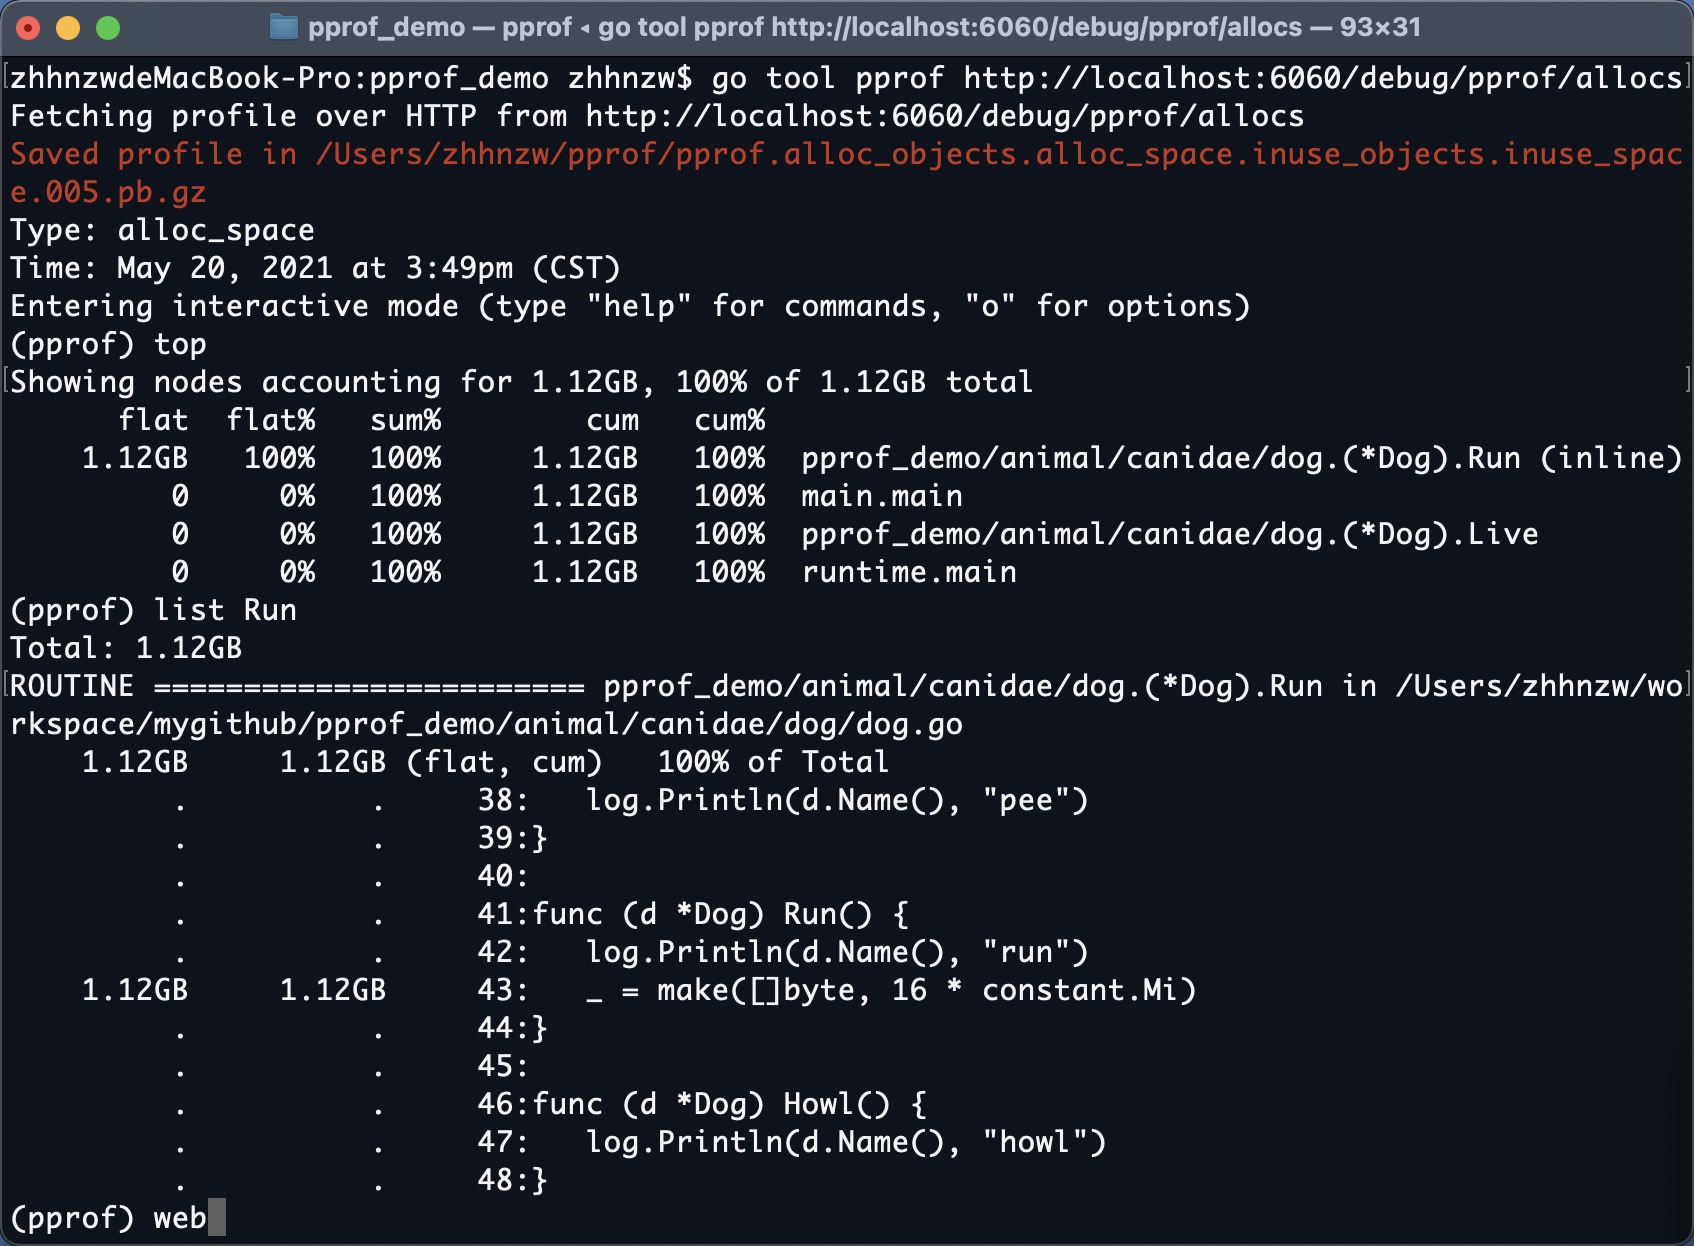 pprof_demo — pprof ◂ go tool pprof http://localhost:6060/debug/pprof/allocs — 93×31
[zhhnzwdeMacBook-Pro:pprof_demo zhhnzw$ go tool pprof http://localhost:6060/debug/pprof/allocs]
Fetching profile over HTTP from http://localhost:6060/debug/pprof/allocs
Saved profile in /Users/zhhnzw/pprof/pprof.alloc_objects.alloc_space.inuse_objects.inuse_spac
e.005.pb.gz
Type: alloc_space
Time: May 20, 2021 at 3:49pm (CST)
Entering interactive mode (type "help" for commands, "o" for options)
(pprof) top
[Showing nodes accounting for 1.12GB, 100% of 1.12GB total ]
      flat  flat%   sum%        cum   cum%
    1.12GB   100%   100%     1.12GB   100%  pprof_demo/animal/canidae/dog.(*Dog).Run (inline)
         0     0%   100%     1.12GB   100%  main.main
         0     0%   100%     1.12GB   100%  pprof_demo/animal/canidae/dog.(*Dog).Live
         0     0%   100%     1.12GB   100%  runtime.main
(pprof) list Run
Total: 1.12GB
[ROUTINE ======================== pprof_demo/animal/canidae/dog.(*Dog).Run in /Users/zhhnzw/wo]
rkspace/mygithub/pprof_demo/animal/canidae/dog/dog.go
    1.12GB     1.12GB (flat, cum)   100% of Total
         .          .     38:   log.Println(d.Name(), "pee")
         .          .     39:}
         .          .     40:
         .          .     41:func (d *Dog) Run() {
         .          .     42:   log.Println(d.Name(), "run")
    1.12GB     1.12GB     43:   _ = make([]byte, 16 * constant.Mi)
         .          .     44:}
         .          .     45:
         .          .     46:func (d *Dog) Howl() {
         .          .     47:   log.Println(d.Name(), "howl")
         .          .     48:}
(pprof) web